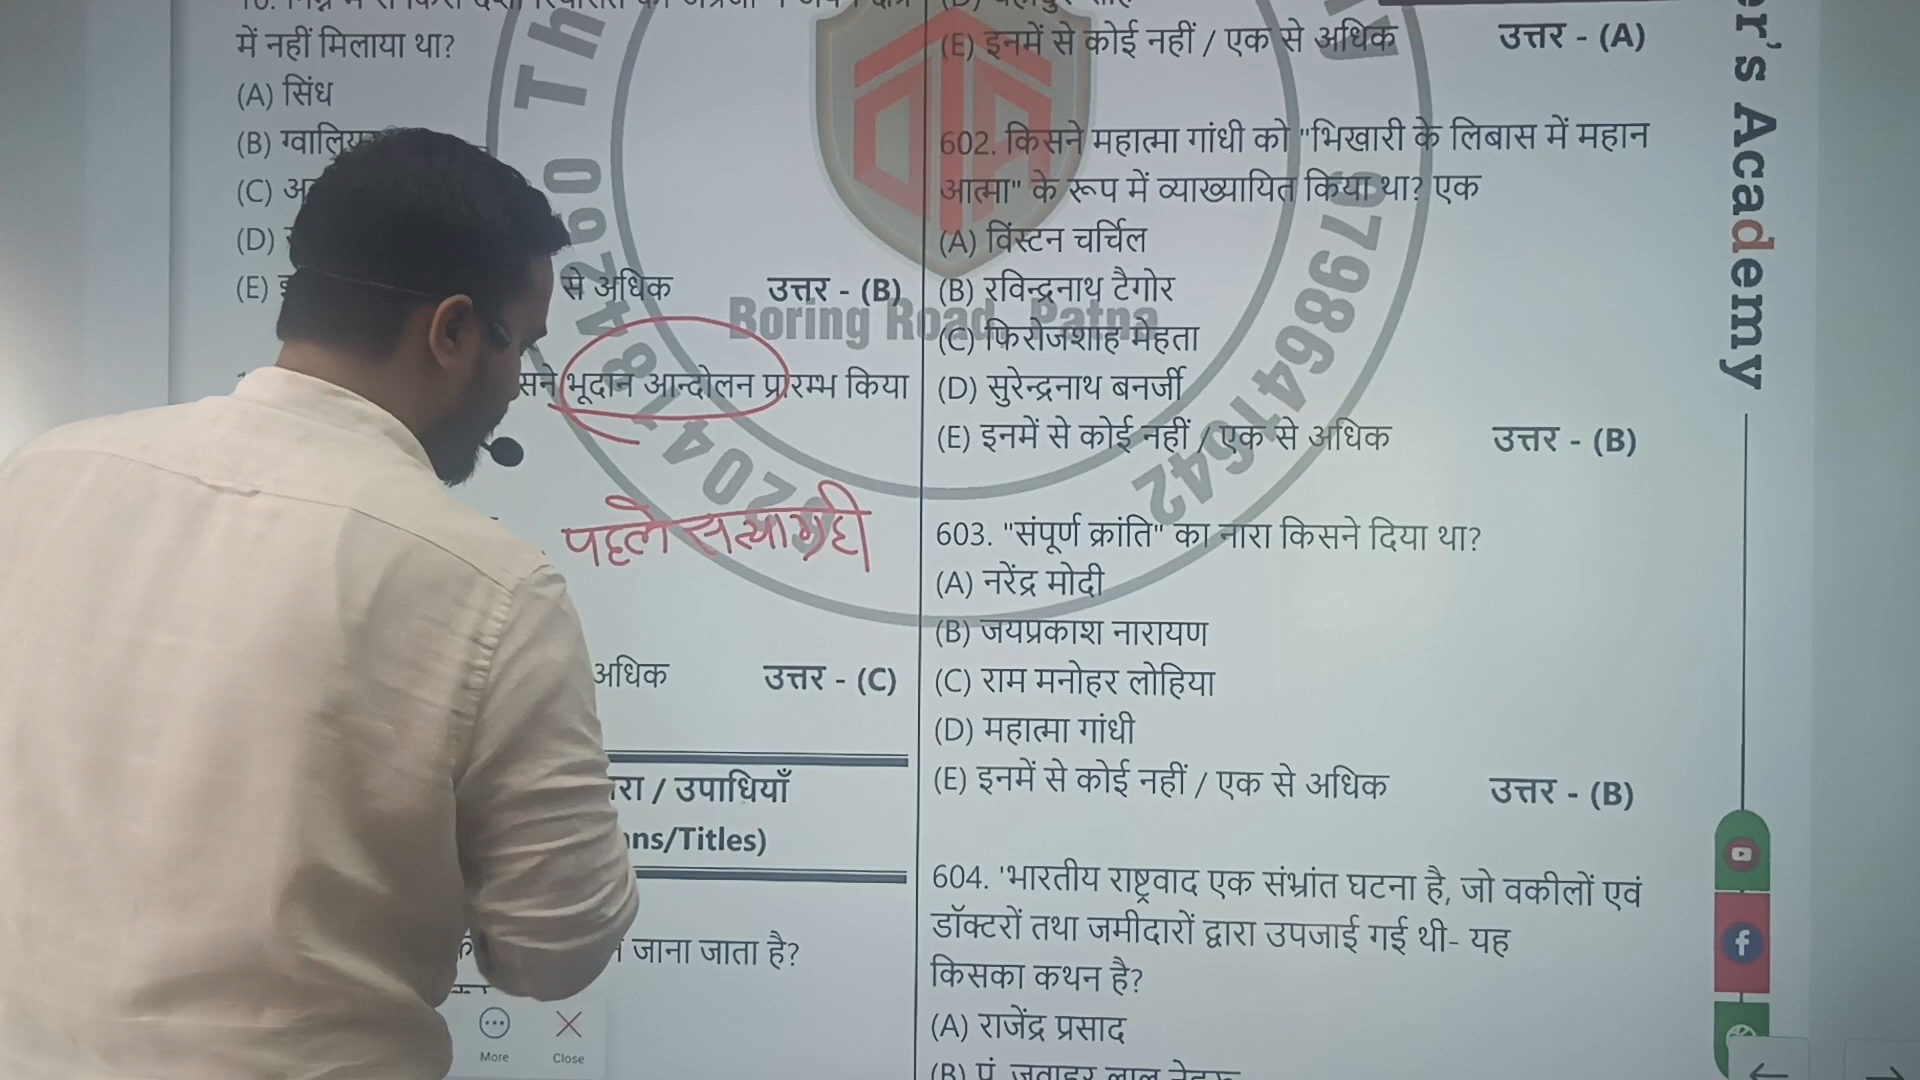 में नहीं मिलाया था?
(A) सिंध
(B)
(C)
(D)
(E) से अधिक उत्तर - (B)
भूदान आन्दोलन प्रारम्भ किया
पहले सत्याग्रही
अधिक उत्तर - (C)
/ उपाधियाँ
/Titles)
जाना जाता है?
More Close
(E) इनमें से कोई नहीं / एक से अधिक उत्तर - (A)
602. किसने महात्मा गांधी को "भिखारी के लिबास में महान
आत्मा" के रूप में व्याख्यायित किया था? एक
(A) विंस्टन चर्चिल
(B) रविन्द्रनाथ टैगोर
(C) फिरोजशाह मेहता
(D) सुरेन्द्रनाथ बनर्जी
(E) इनमें से कोई नहीं / एक से अधिक उत्तर - (B)
603. "संपूर्ण क्रांति" का नारा किसने दिया था?
(A) नरेंद्र मोदी
(B) जयप्रकाश नारायण
(C) राम मनोहर लोहिया
(D) महात्मा गांधी
(E) इनमें से कोई नहीं / एक से अधिक उत्तर - (B)
604. 'भारतीय राष्ट्रवाद एक संभ्रांत घटना है, जो वकीलों एवं
डॉक्टरों तथा जमीदारों द्वारा उपजाई गई थी- यह
किसका कथन है?
(A) राजेंद्र प्रसाद
Boring Road, Patna
7986471642
Academy